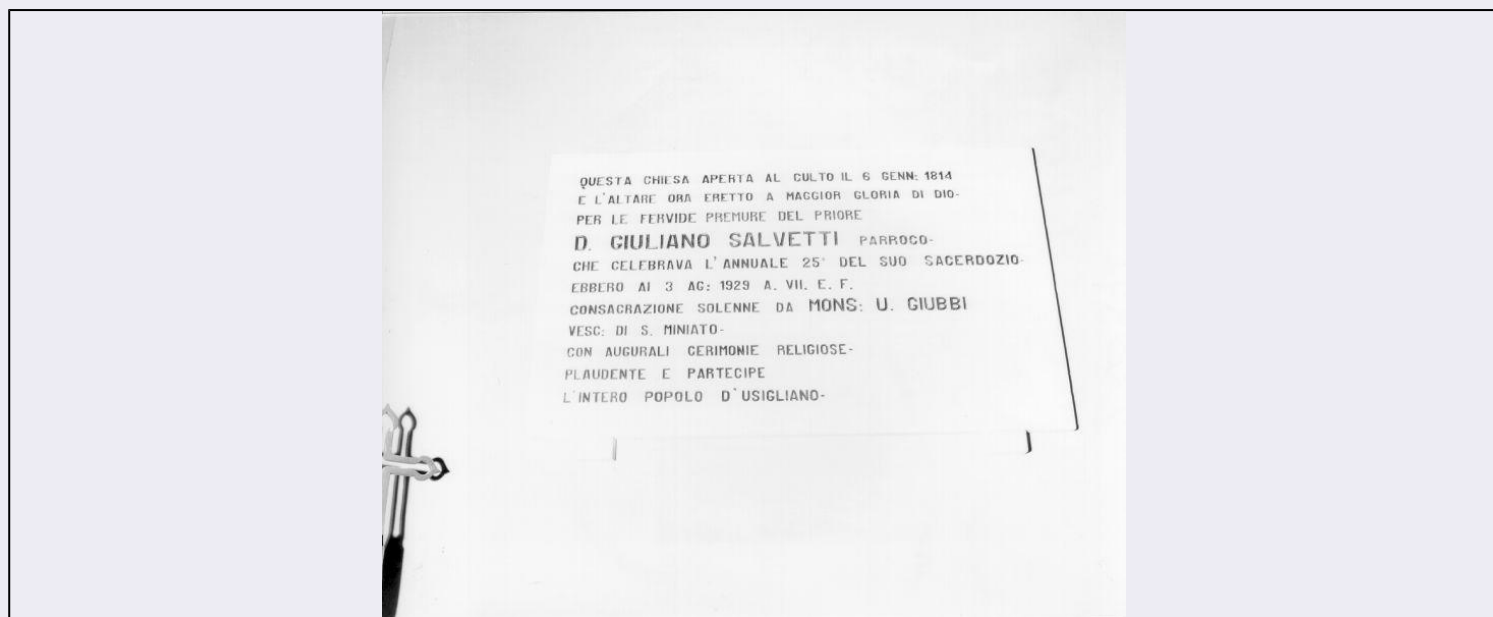 QUESTA CHIESA APERTA AL CULTO IL 6 GENN: 1814
E L'ALTARE ORA ERETTO A MAGGIOR GLORIA DI DIO-
PER LE FERVIDE PREMURE DEL PRIORE
D. GIULIANO SALVETTI PARROCO-
CHE CELEBRAVA L'ANNUALE 25° DEL SUO SACERDOZIO-
EBBERO AI 3 AG: 1929 A. VII. E. F.
CONSACRAZIONE SOLENNE DA MONS: U. GIUBBI
VESC: DI S. MINIATO-
CON AUGURALI CERIMONIE RELIGIOSE-
PLAUDENTE E PARTECIPE
L'INTERO POPOLO D'USIGLIANO-